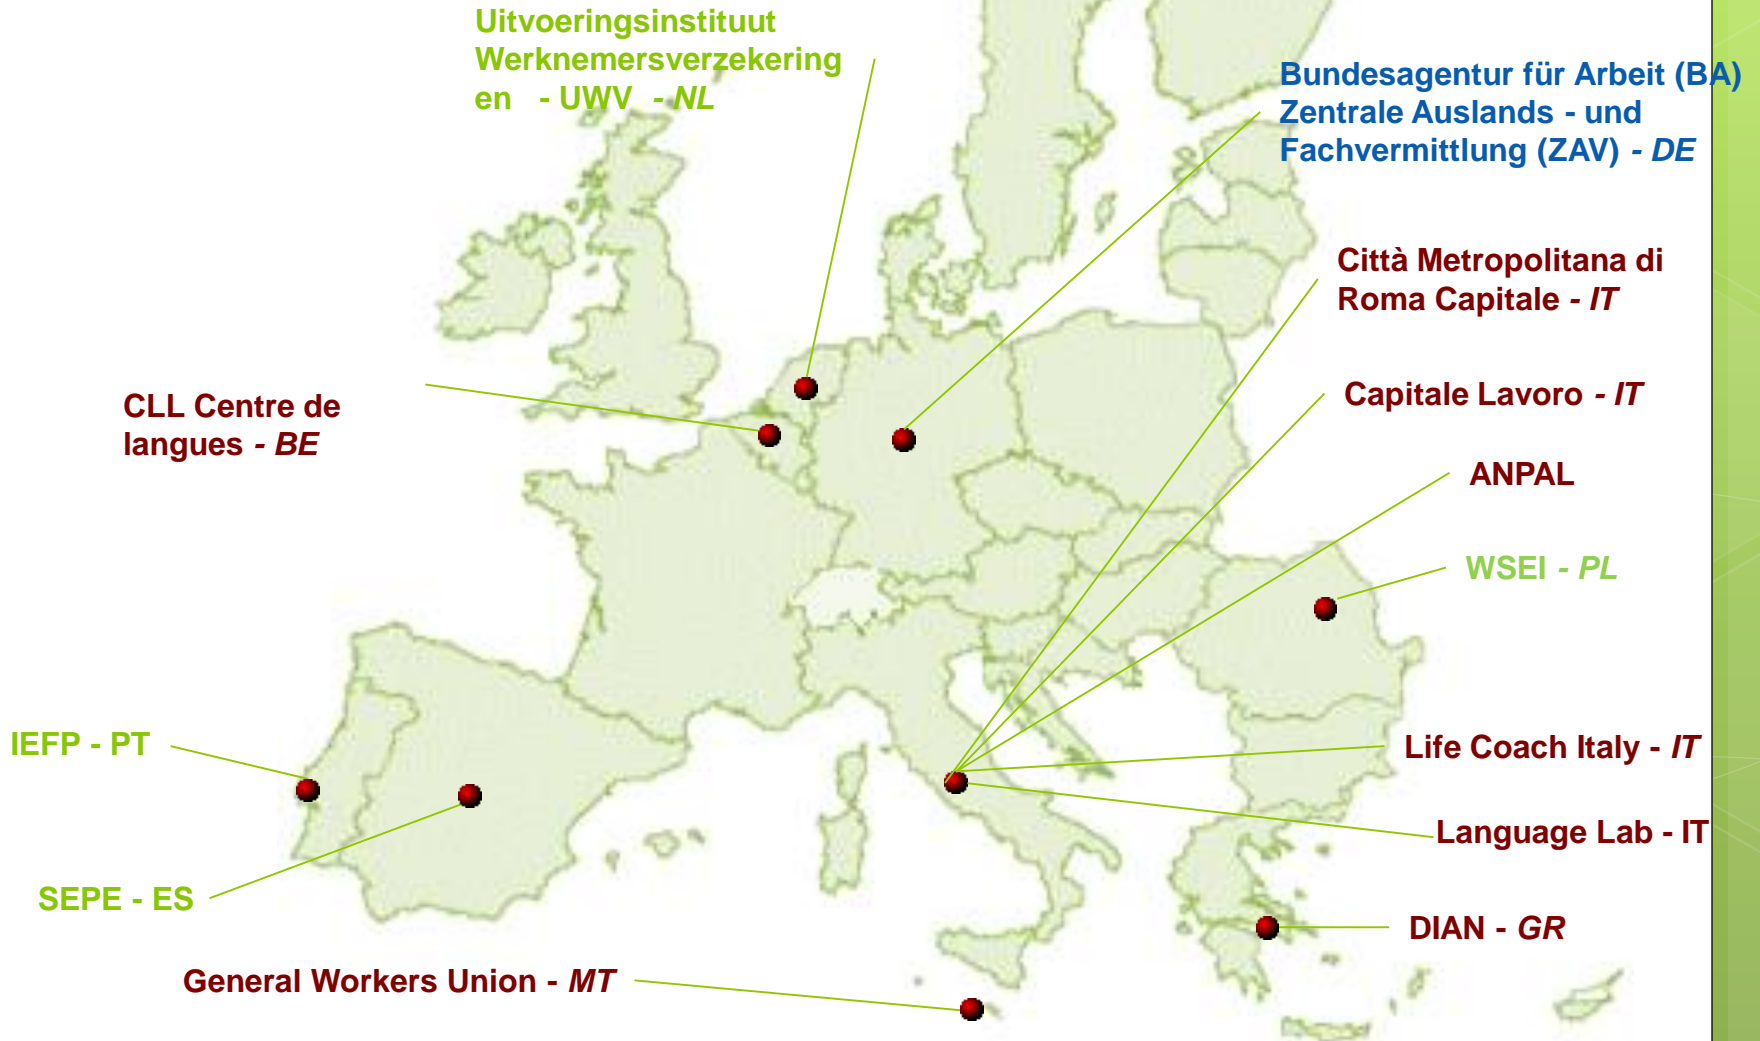 Uitvoeringsinstituut
Werknemersverzekering
en - UWV - NL
Bundesagentur für Arbeit (BA)
Zentrale Auslands - und
Fachvermittlung (ZAV) - DE
Città Metropolitana di
Roma Capitale - IT
CLL Centre de
langues - BE
Capitale Lavoro - IT
ANPAL
WSEI - PL
IEFP - PT
Life Coach Italy - IT
Language Lab - IT
SEPE - ES
DIAN - GR
General Workers Union - MT